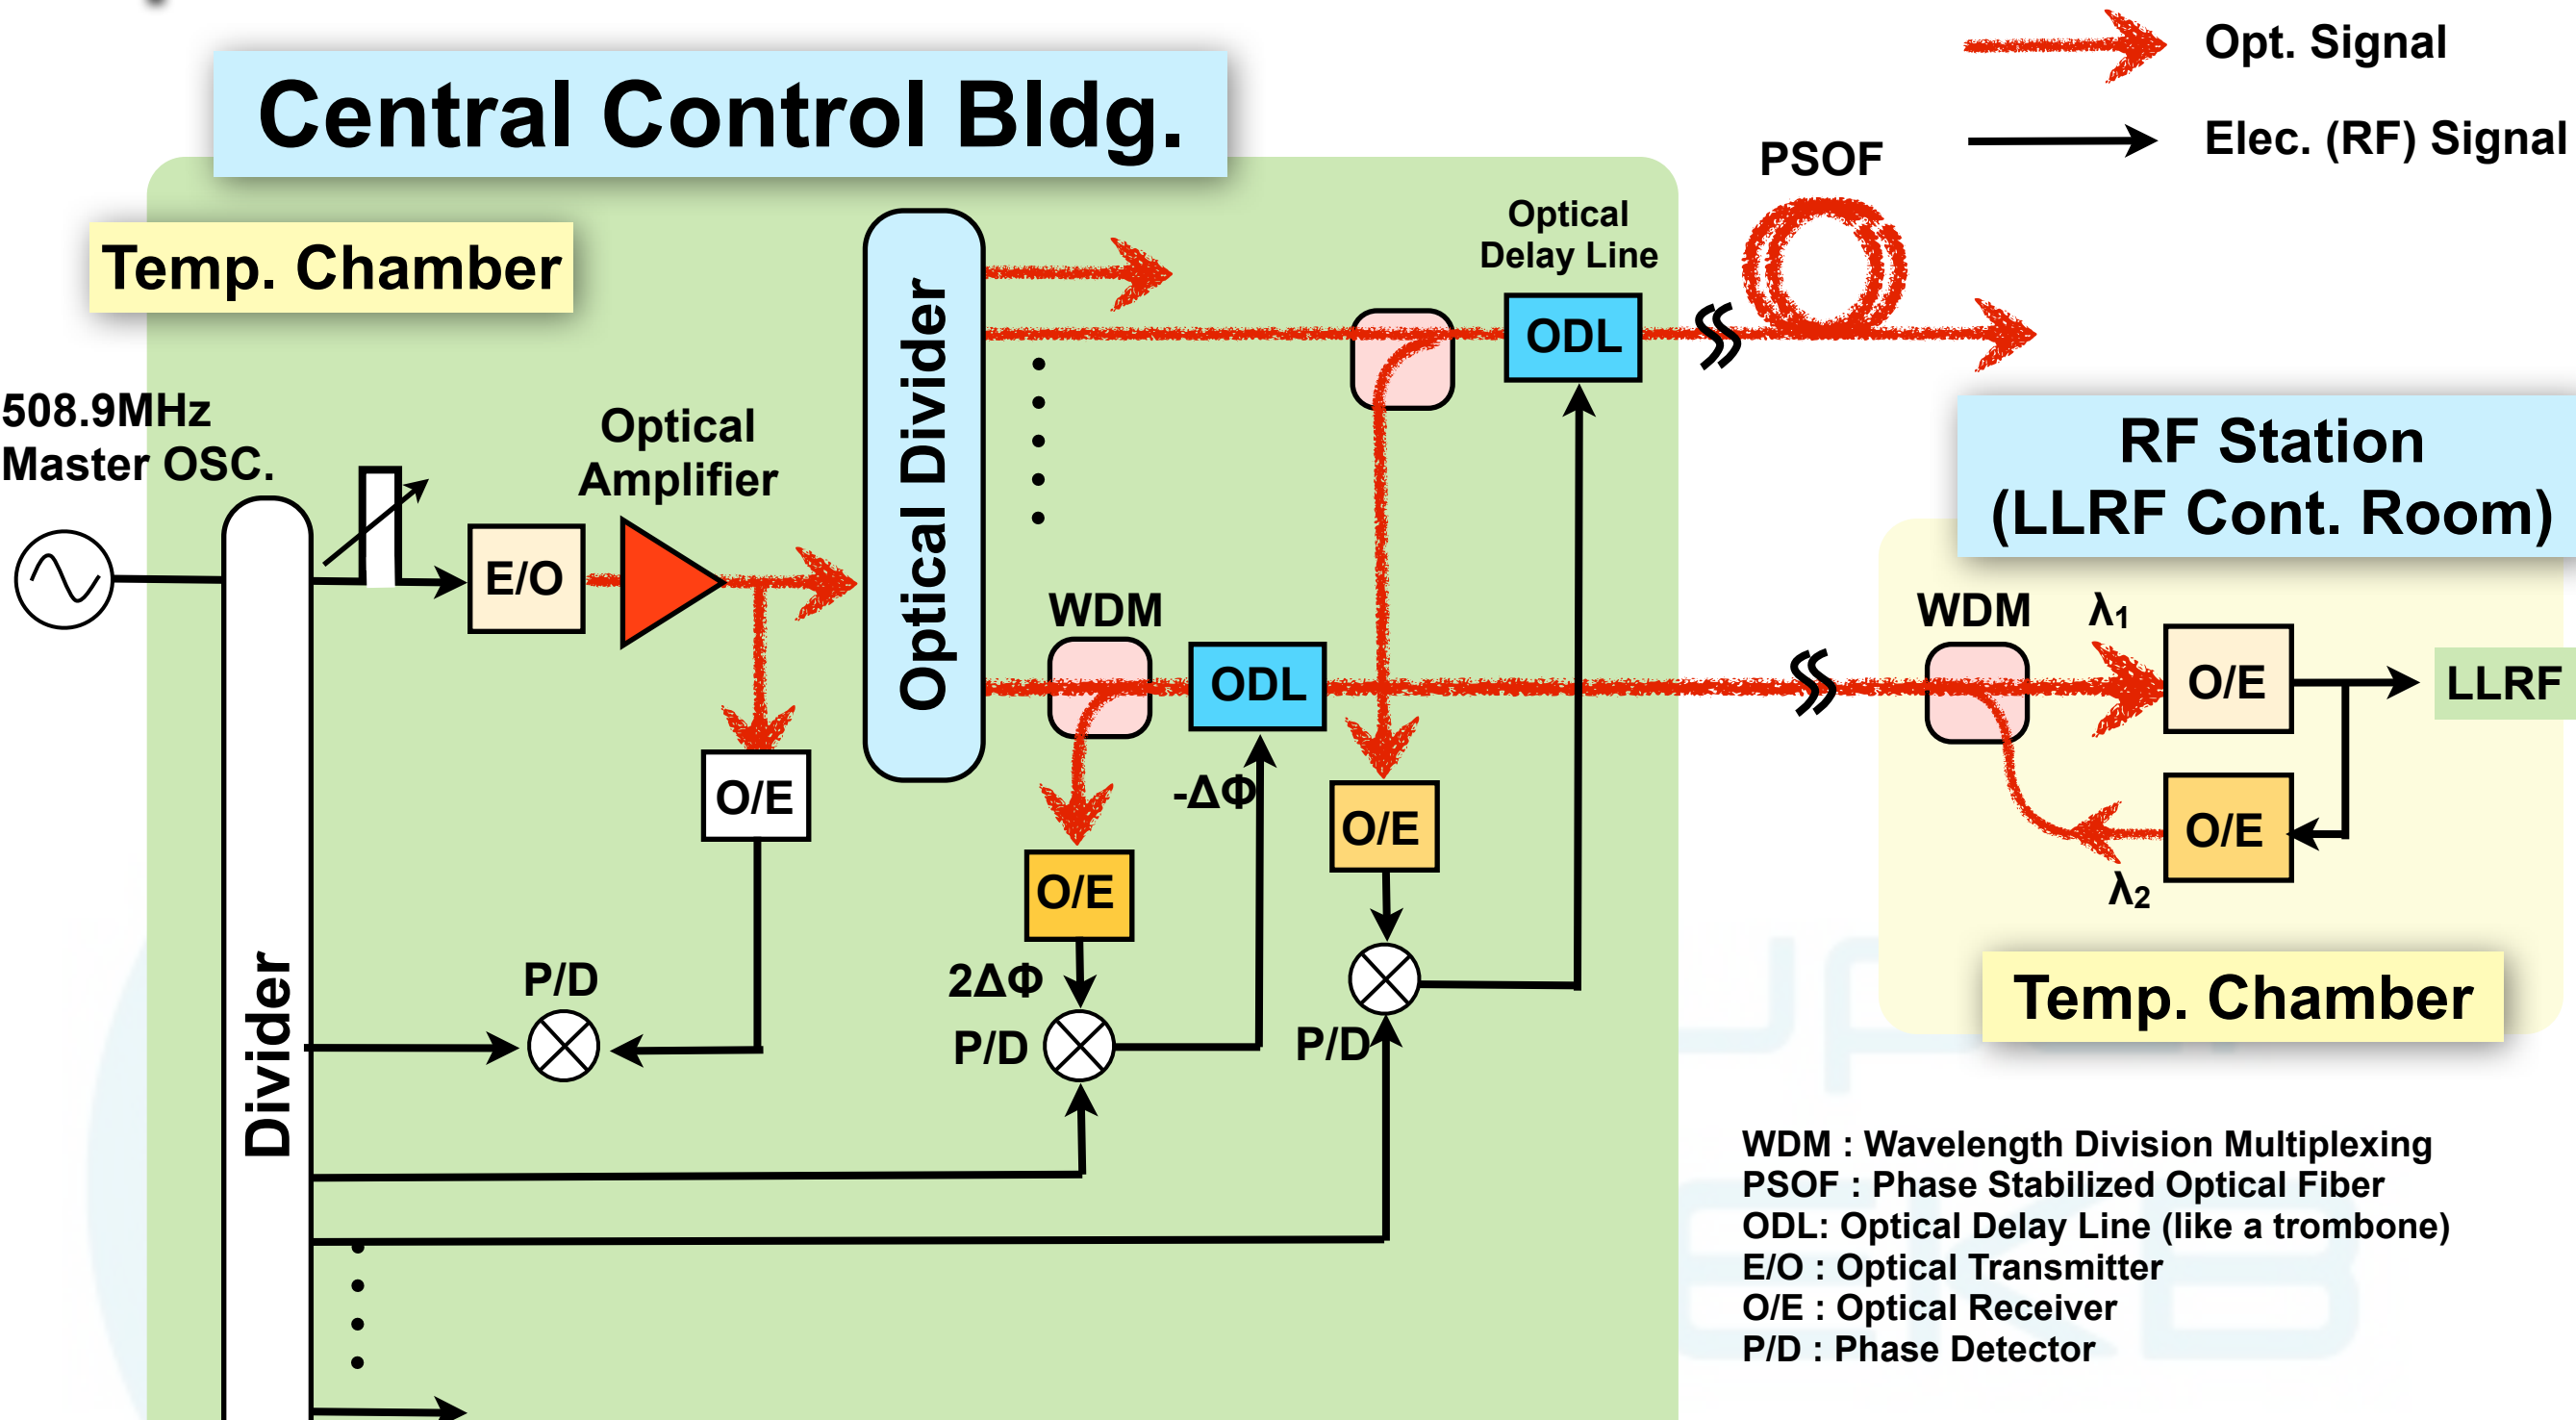 Opt. Signal
Elec. (RF) Signal
Central Control Bldg.
Temp. Chamber
PSOF
Optical
Delay Line
ODL
508.9MHz
Master OSC.
Optical
Amplifier
E/O
Optical Divider
WDM
ODL
O/E
-ΔΦ
O/E
O/E
2ΔΦ
P/D
P/D
P/D
Divider
RF Station
(LLRF Cont. Room)
WDM
λ1
O/E
LLRF
O/E
λ2
Temp. Chamber
WDM : Wavelength Division Multiplexing
PSOF : Phase Stabilized Optical Fiber
ODL: Optical Delay Line (like a trombone)
E/O : Optical Transmitter
O/E : Optical Receiver
P/D : Phase Detector